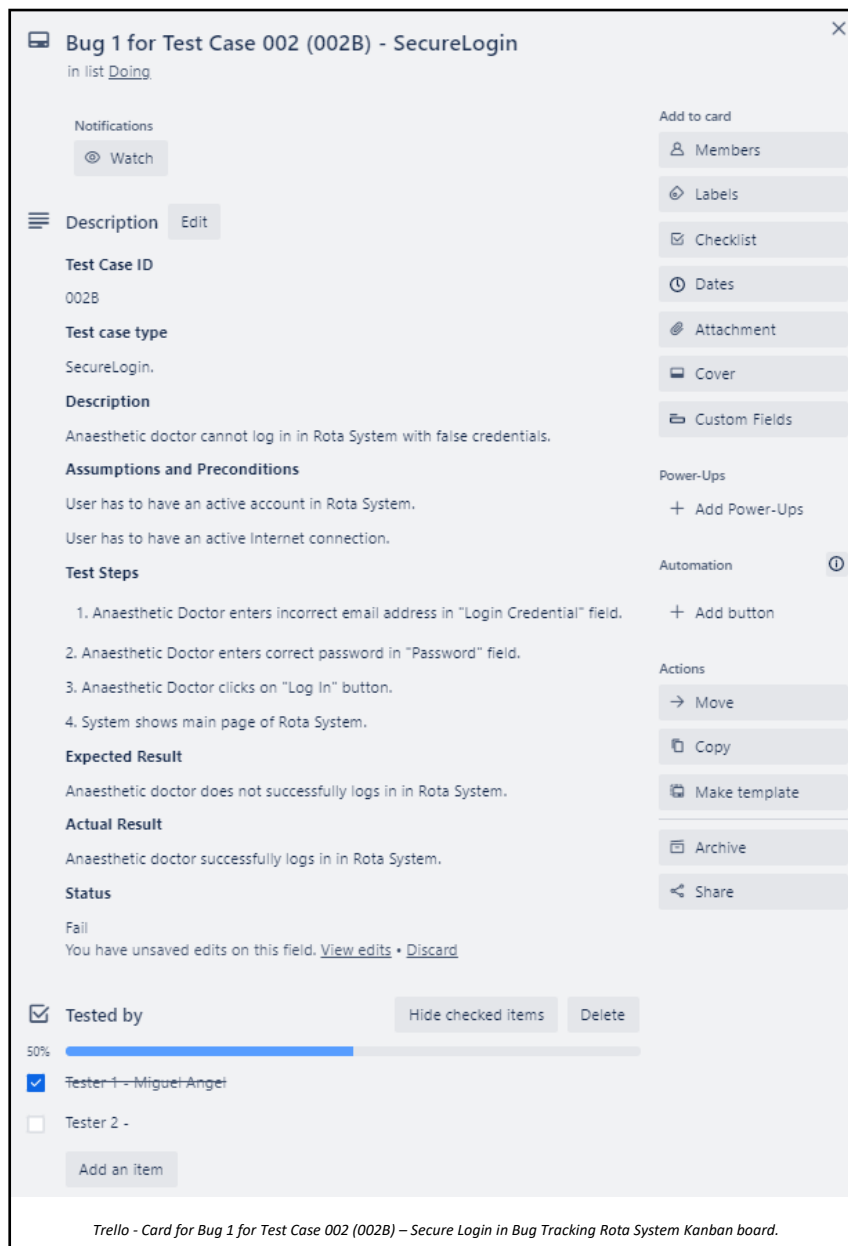 Bug 1 for Test Case 002 (002B) - SecureLogin
in list Doing
Notifications
Watch
Description Edit
Test Case ID
002B
Test case type
SecureLogin.
Description
Anaesthetic doctor cannot log in in Rota System with false credentials.
Assumptions and Preconditions
User has to have an active account in Rota System.
User has to have an active Internet connection.
Test Steps
1. Anaesthetic Doctor enters incorrect email address in "Login Credential" field.
2. Anaesthetic Doctor enters correct password in "Password" field.
3. Anaesthetic Doctor clicks on "Log In" button.
4. System shows main page of Rota System.
Expected Result
Anaesthetic doctor does not successfully logs in in Rota System.
Actual Result
Anaesthetic doctor successfully logs in in Rota System.
Status
Fail
You have unsaved edits on this field. View edits • Discard
Tested by Hide checked items Delete
50%
Tester 1 - Miguel Angel
Tester 2 -
Add an item
Add to card
Members
Labels
Checklist
Dates
Attachment
Cover
Custom Fields
Power-Ups
+ Add Power-Ups
Automation
+ Add button
Actions
→ Move
Copy
Make template
Archive
Share
Trello - Card for Bug 1 for Test Case 002 (002B) – Secure Login in Bug Tracking Rota System Kanban board.